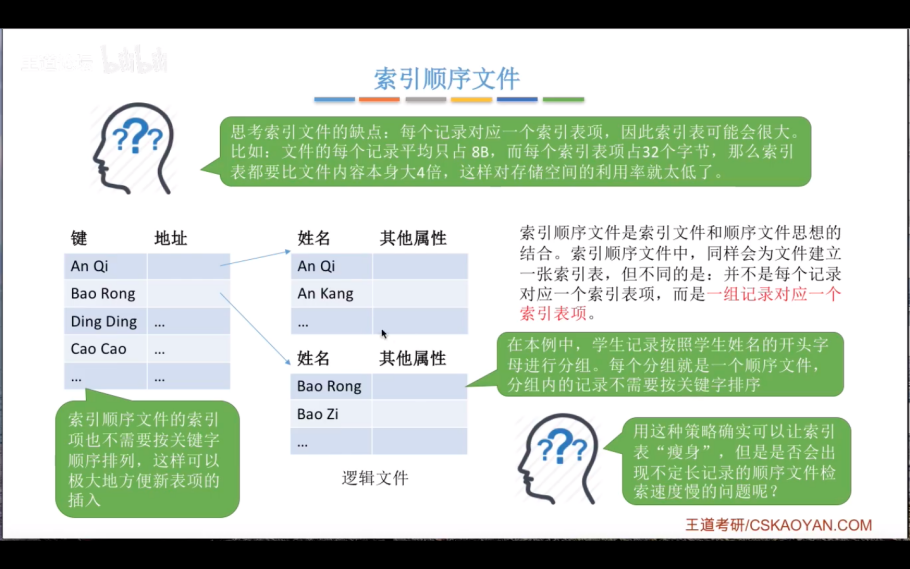 索引顺序文件
思考索引文件的缺点：每个记录对应一个索引表项，因此索引表可能会很大。
比如：文件的每个记录平均只占 8B，而每个索引表项占32个字节，那么索引
表都要比文件内容本身大4倍，这样对存储空间的利用率就太低了。
键 地址
An Qi
Bao Rong
Ding Ding ...
Cao Cao ...
... ...
索引顺序文件的索引
项也不需要按关键字
顺序排列，这样可以
极大地方便新表项的
插入
姓名 其他属性
An Qi
An Kang
...
姓名 其他属性
Bao Rong
Bao Zi
...
逻辑文件
索引顺序文件是索引文件和顺序文件思想的
结合。索引顺序文件中，同样会为文件建立
一张索引表，但不同的是：并不是每个记录
对应一个索引表项，而是一组记录对应一个
索引表项。
在本例中，学生记录按照学生姓名的开头字
母进行分组。每个分组就是一个顺序文件，
分组内的记录不需要按关键字排序
???
???
用这种策略确实可以让索引
表“瘦身”，但是是否会出
现不定长记录的顺序文件检
索速度慢的问题呢？
王道考研/CSKAOYAN.COM